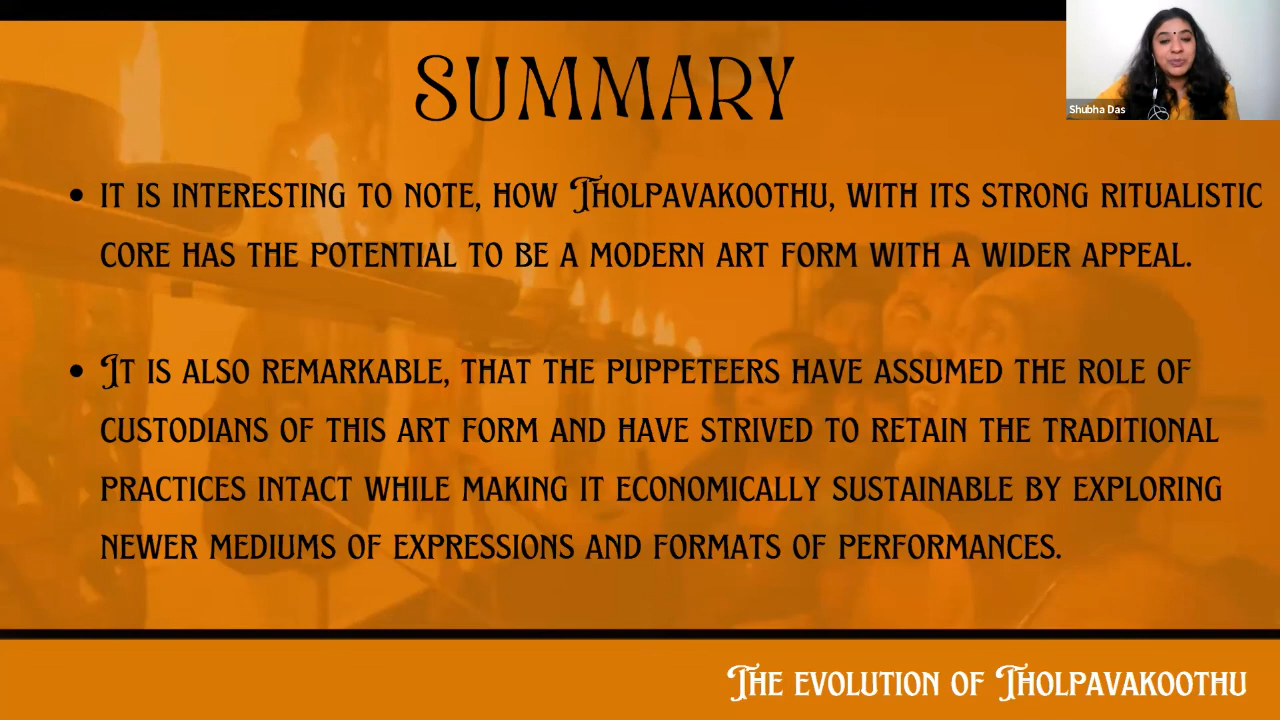 SUMMARY
Shubha Das
• IT IS INTERESTING TO NOTE, HOW THOLPAVAKOOTHU, WITH ITS STRONG RITUALISTIC
CORE HAS THE POTENTIAL TO BE A MODERN ART FORM WITH A WIDER APPEAL.
• IT IS ALSO REMARKABLE, THAT THE PUPPETEERS HAVE ASSUMED THE ROLE OF
CUSTODIANS OF THIS ART FORM AND HAVE STRIVED TO RETAIN THE TRADITIONAL
PRACTICES INTACT WHILE MAKING IT ECONOMICALLY SUSTAINABLE BY EXPLORING
NEWER MEDIUMS OF EXPRESSIONS AND FORMATS OF PERFORMANCES.
THE EVOLUTION OF THOLPAVAKOOTHU